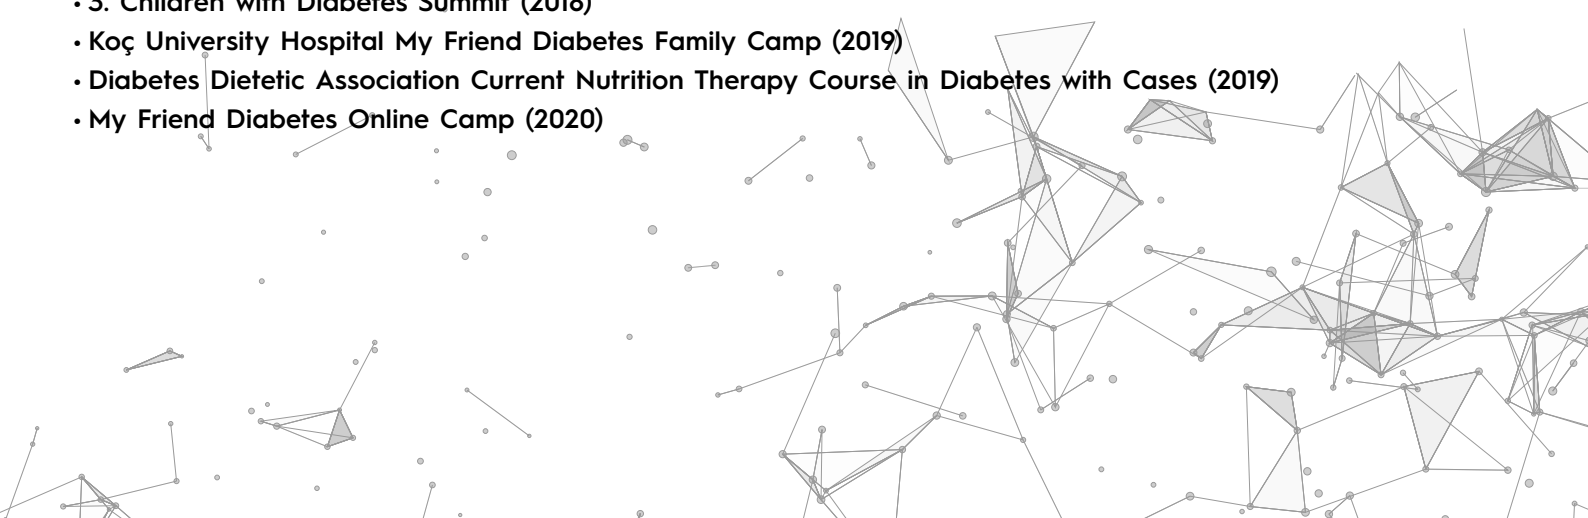 • 3. Children with Diabetes Summit (2018)
• Koç University Hospital My Friend Diabetes Family Camp (2019)
• Diabetes Dietetic Association Current Nutrition Therapy Course in Diabetes with Cases (2019)
• My Friend Diabetes Online Camp (2020)